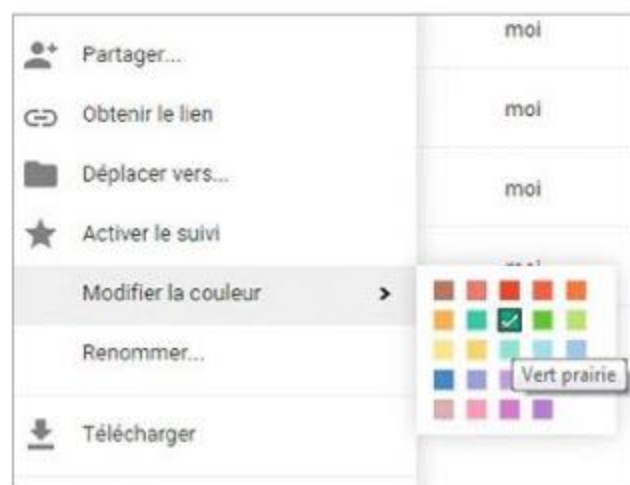 moi
Partager...
Obtenir le lien
moi
Déplacer vers...
moi
Activer le suivi
Modifier la couleur
Renommer...
Vert prairie
Télécharger